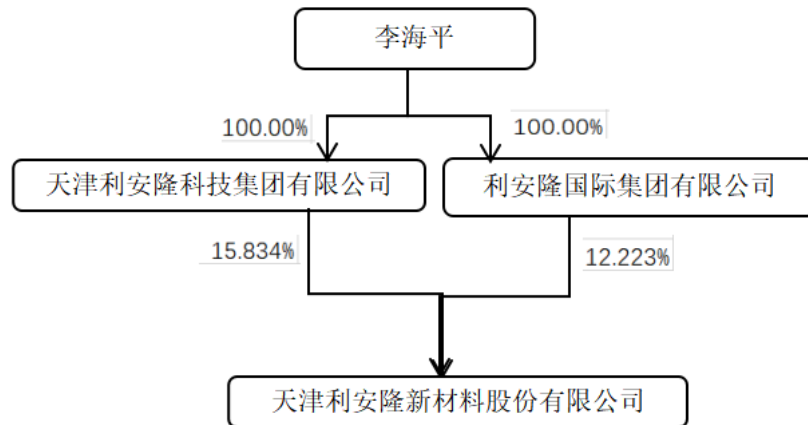 李海平
100.00%
100.00%
天津利安隆科技集团有限公司
利安隆国际集团有限公司
15.834%
12.223%
天津利安隆新材料股份有限公司